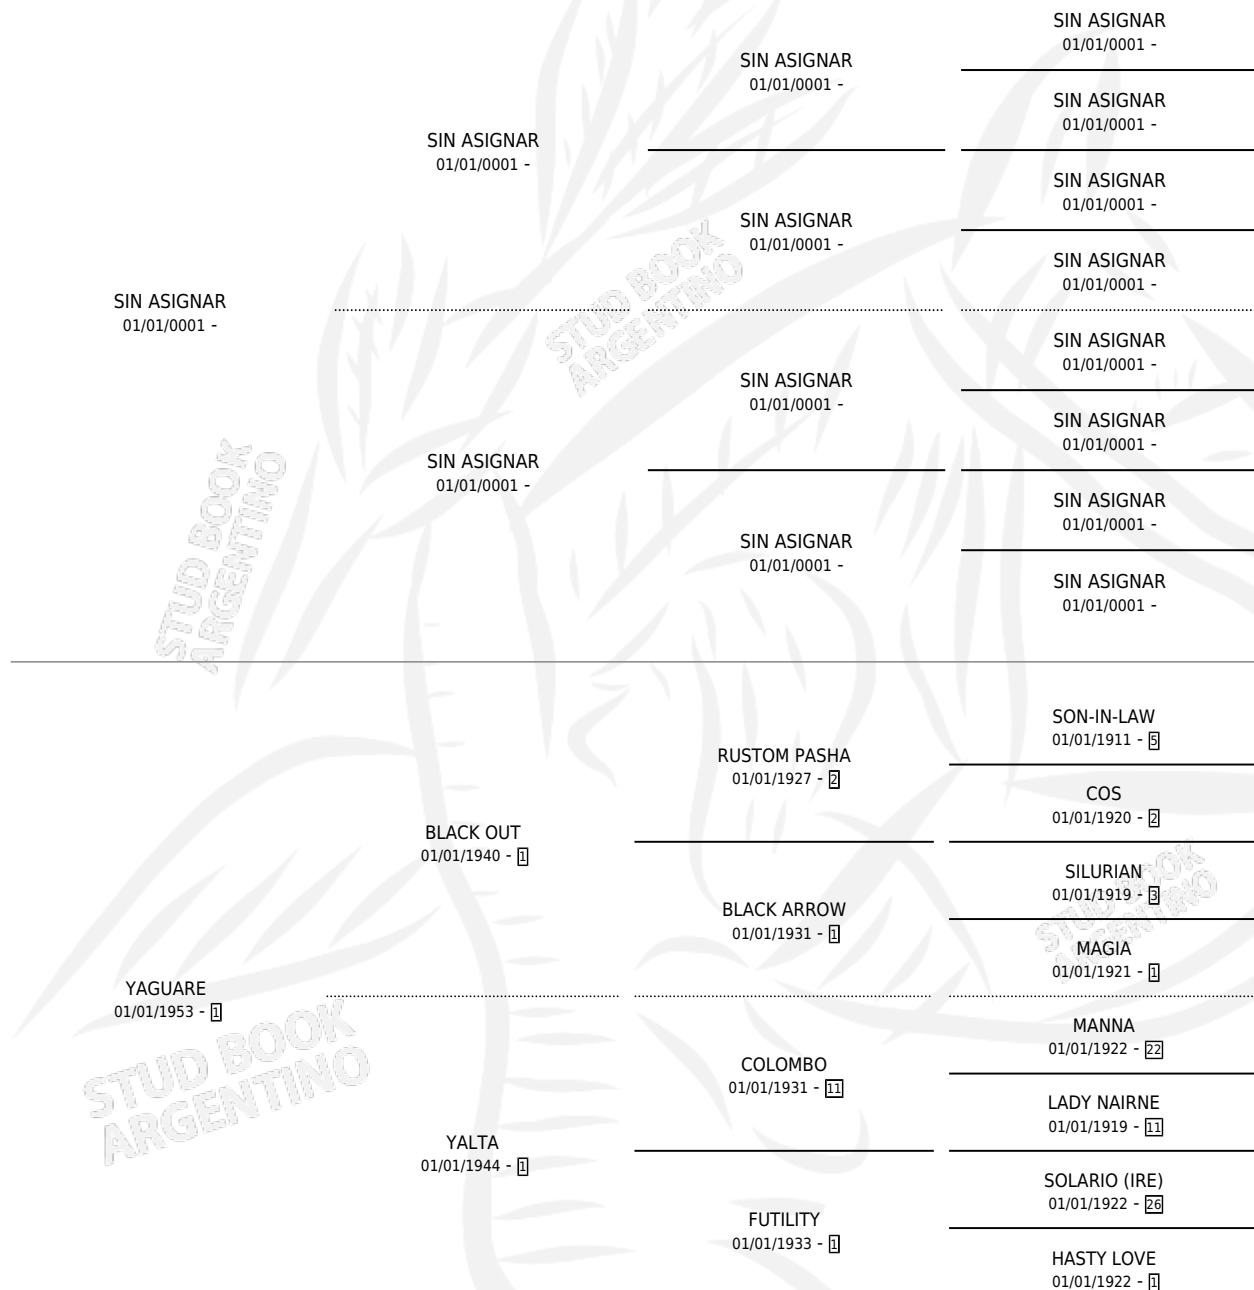 SIN ASIGNAR
01/01/0001 -
SIN ASIGNAR
01/01/0001 -
SIN ASIGNAR
01/01/0001 -
SIN ASIGNAR
01/01/0001 -
SIN ASIGNAR
01/01/0001 -
SIN ASIGNAR
01/01/0001 -
SIN ASIGNAR
01/01/0001 -
STUD BOOK
ARGENTINO
SIN ASIGNAR
01/01/0001 -
SIN ASIGNAR
01/01/0001 -
SIN ASIGNAR
01/01/0001 -
SIN ASIGNAR
01/01/0001 -
SIN ASIGNAR
01/01/0001 -
SIN ASIGNAR
01/01/0001 -
STUD BOOK
ARGENTINO
SIN ASIGNAR
01/01/0001 -
SIN ASIGNAR
01/01/0001 -
SON-IN-LAW
01/01/1911 - 5
RUSTOM PASHA
01/01/1927 - 2
COS
01/01/1920 - 2
BLACK OUT
01/01/1940 - 1
SILURIAN
01/01/1919 - 3
STUD BOOK
ARGENTINO
BLACK ARROW
01/01/1931 - 1
MAGIA
01/01/1921 - 1
YAGUARE
01/01/1953 - 1
MANNA
01/01/1922 - 22
STUD BOOK
ARGENTINO
COLOMBO
01/01/1931 - 11
LADY NAIRNE
01/01/1919 - 11
YALTA
01/01/1944 - 1
SOLARIO (IRE)
01/01/1922 - 26
FUTILITY
01/01/1933 - 1
HASTY LOVE
01/01/1922 - 1